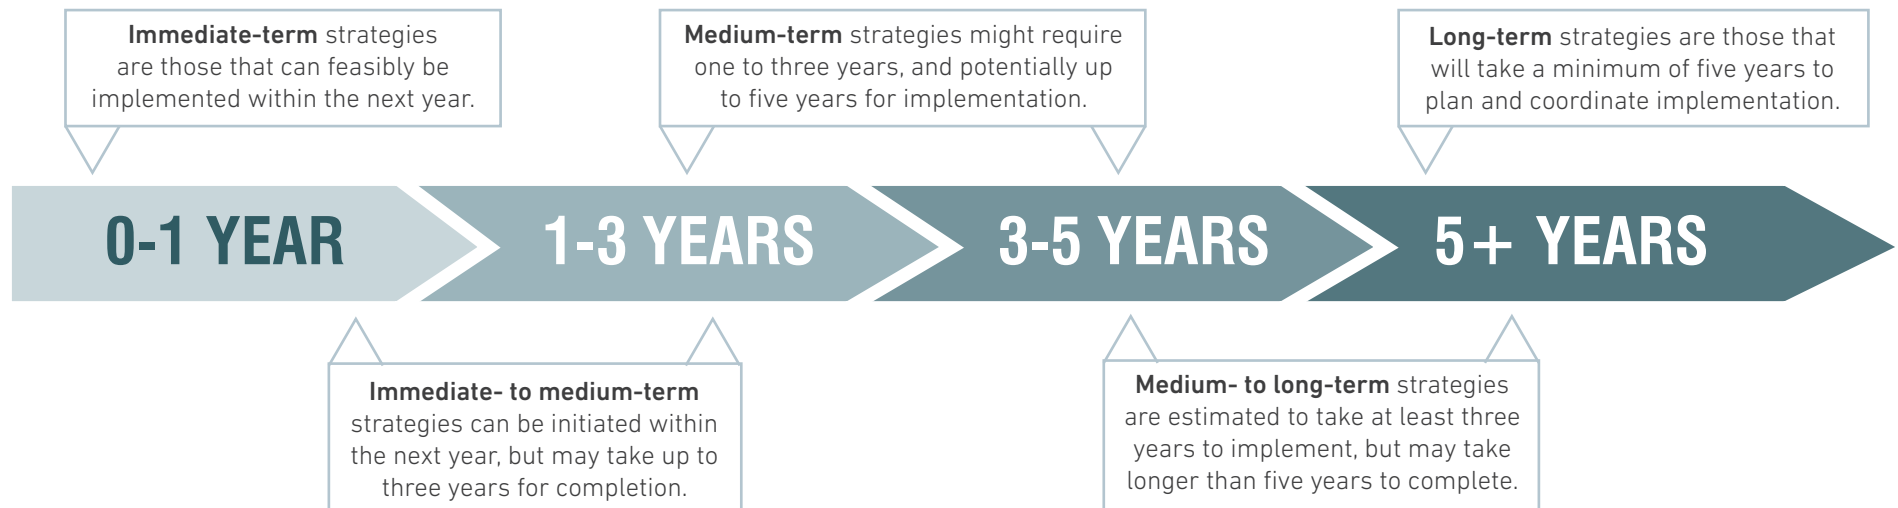 Immediate-term strategies
are those that can feasibly be
implemented within the next year.
Medium-term strategies might require
one to three years, and potentially up
to five years for implementation.
Long-term strategies are those that
will take a minimum of five years to
plan and coordinate implementation.
0-1 YEAR
1-3 YEARS
3-5 YEARS
5+ YEARS
Immediate- to medium-term
strategies can be initiated within
the next year, but may take up to
three years for completion.
Medium- to long-term strategies
are estimated to take at least three
years to implement, but may take
longer than five years to complete.